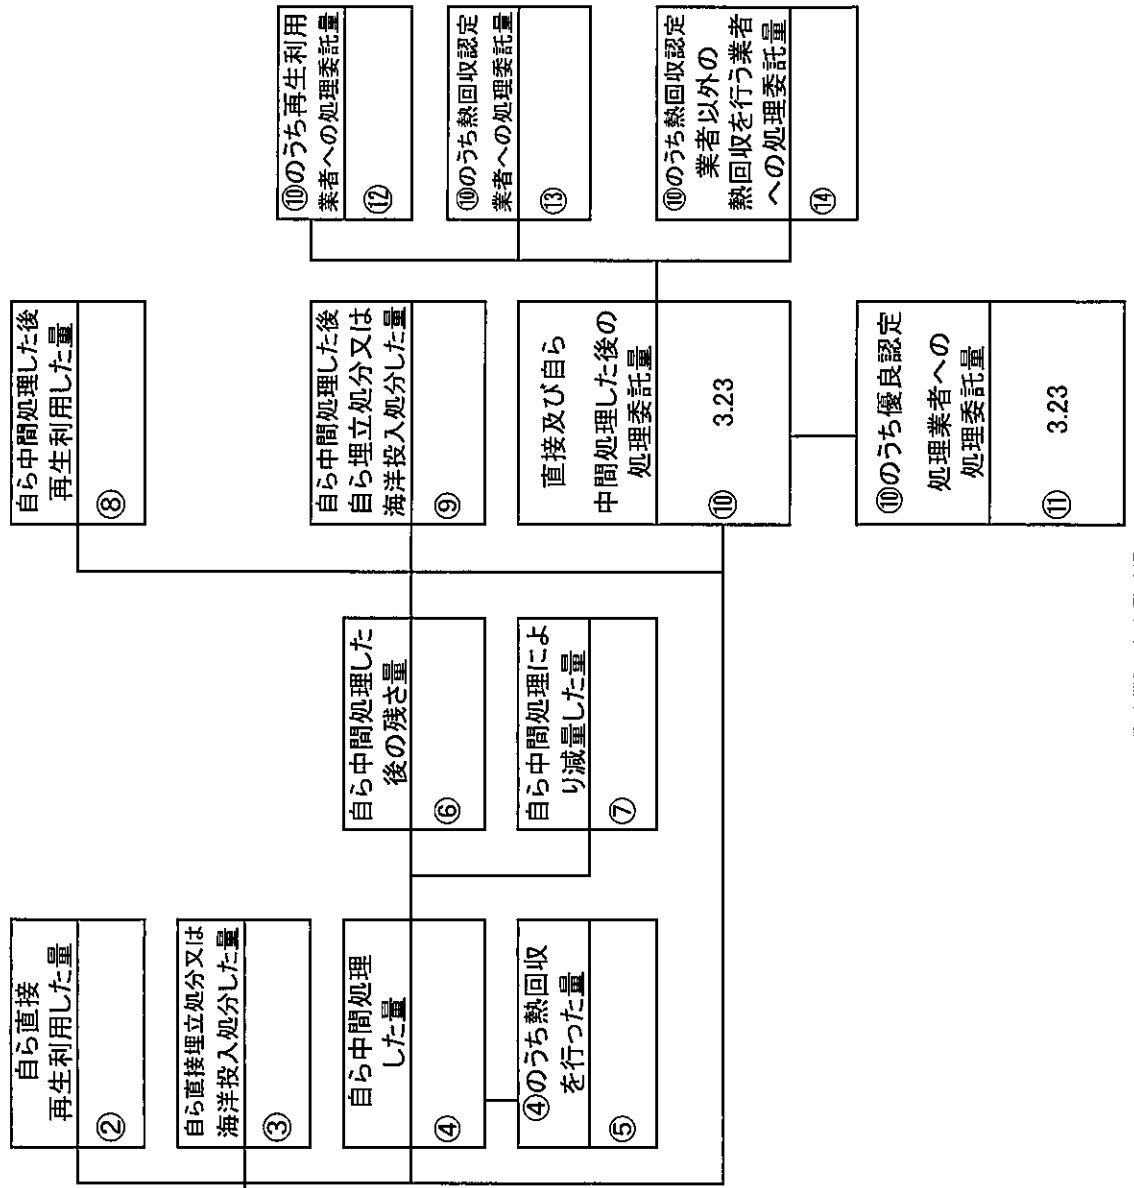 自ら直接
再生利用した量
②
自ら直接埋立処分又は
海洋投入処分した量
③
自ら中間処理
した量
④
④のうち熱回収
を行った量
⑤
自ら中間処理した
後の残さ量
⑥
自ら中間処理によ
り減量した量
⑦
自ら中間処理した後
再生利用した量
⑧
自ら中間処理した後
自ら埋立処分又は
海洋投入処分した量
⑨
直接及び自ら
中間処理した後の
処理委託量
⑩
3.23
⑩のうち優良認定
処理業者への
処理委託量
⑪
3.23
⑩のうち再生利用
業者への処理委託量
⑫
⑩のうち熱回収認定
業者への処理委託量
⑬
⑩のうち熱回収認定
業者以外の
熱回収を行う業者
への処理委託量
⑭